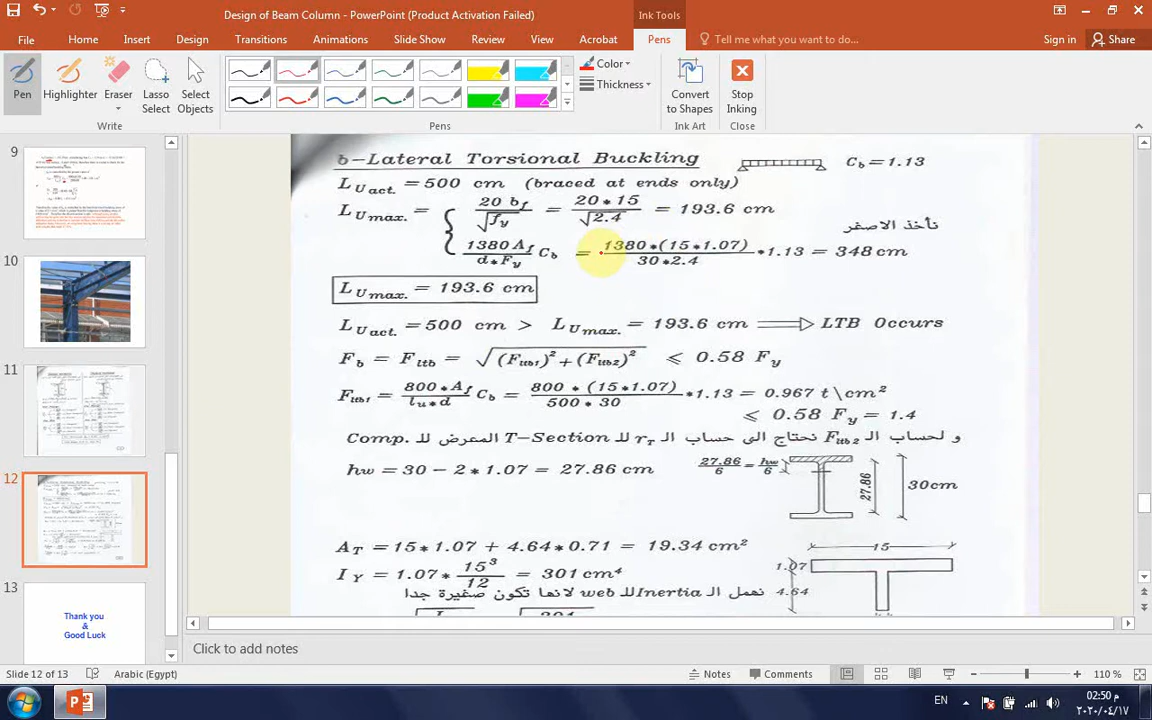 Design of Beam Column - PowerPoint (Product Activation Failed)
Ink Tools
File Home Insert Design Transitions Animations Slide Show Review View Acrobat Pens Tell me what you want to do... Sign in Share
Pen Highlighter Eraser Lasso Select Select Objects
Color Thickness
Convert to Shapes Stop Inking
Write Pens Ink Art Close
9
10
11
12
13
Thank you
&
Good Luck
b-Lateral Torsional Buckling Cb=1.13
LU act. = 500 cm (braced at ends only)
LU max. = { 20 bf / √fy = 20*15 / √2.4 = 193.6 cm
نأخذ الاصغر
1380 Af / d*Fy Cb = 1380*(15*1.07) / 30*2.4 *1.13 = 348 cm
LU max. = 193.6 cm
LU act. = 500 cm > LU max. = 193.6 cm ⟹ LTB Occurs
Fb = Fltb = √(Fltb1)² + (Fltb2)² ⩽ 0.58 Fy
Fltb1 = 800*Af / lu*d Cb = 800 * (15*1.07) / 500 * 30 *1.13 = 0.967 t\cm²
⩽ 0.58 Fy = 1.4
و لحساب الـ Fltb2 نحتاج الى حساب الـ rT للـ T-Section المعرض للـ Comp.
hw = 30 - 2*1.07 = 27.86 cm
27.86/6 = hw/6
27.86
30cm
AT = 15*1.07 + 4.64*0.71 = 19.34 cm²
15
IY = 1.07* 15³/12 = 301 cm⁴
1.07
نهمل الـ Inertia للـ web لانها تكون صغيرة جدا
4.64
Click to add notes
Slide 12 of 13 Arabic (Egypt) Notes Comments 110 %
EN
02:50 م
٢٠٢٠/٠٤/١٧